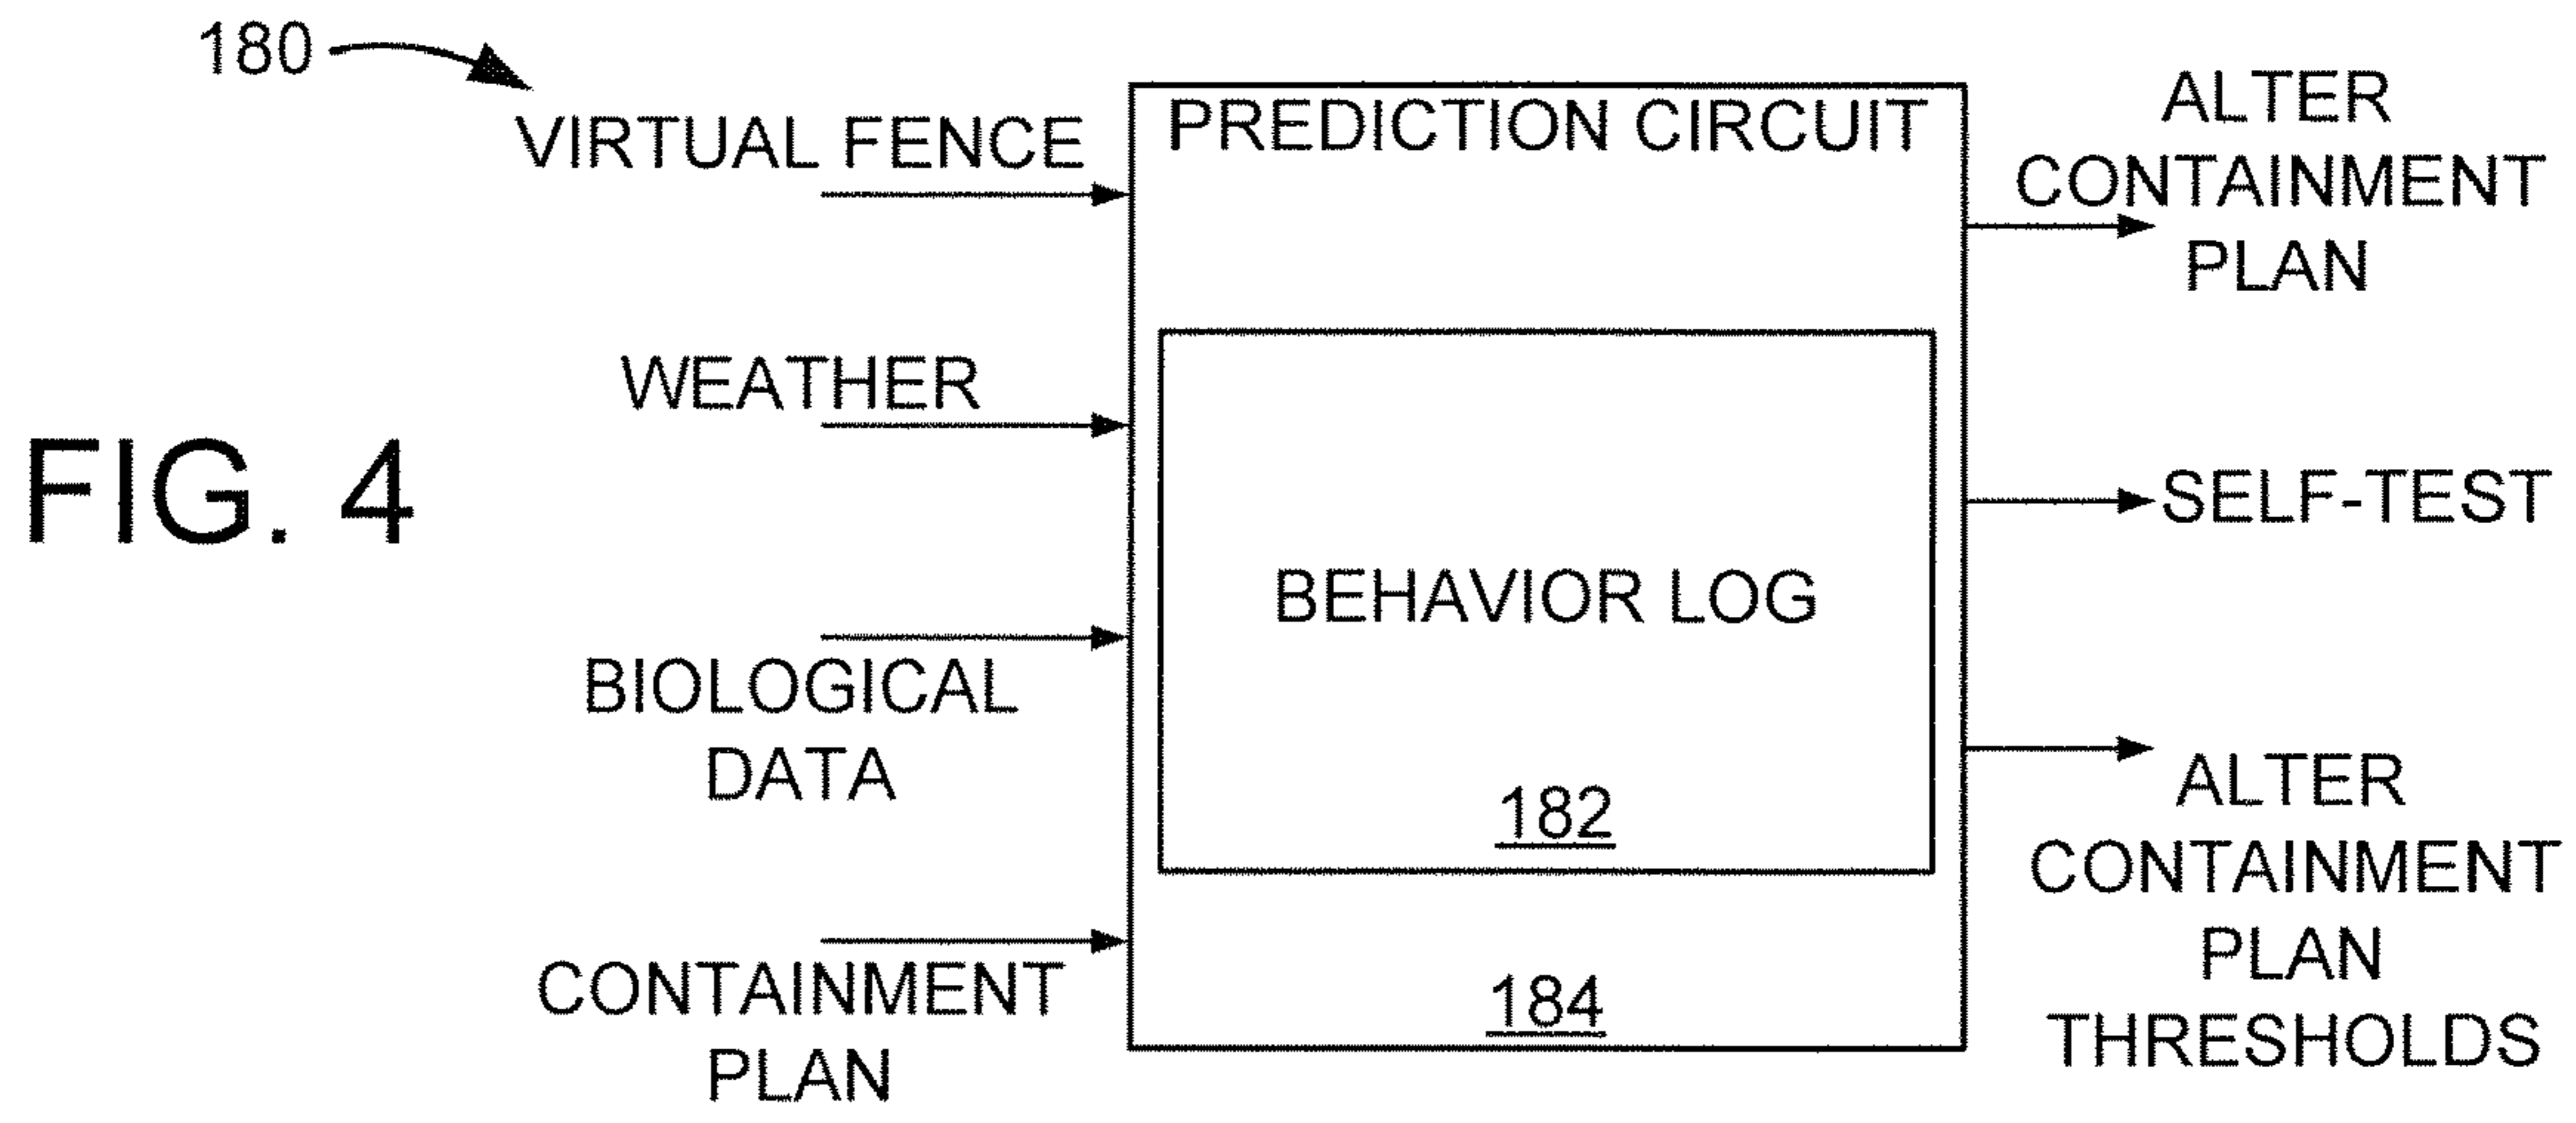 180
VIRTUAL FENCE
WEATHER
FIG. 4
BIOLOGICAL
DATA
CONTAINMENT
PLAN
PREDICTION CIRCUIT
BEHAVIOR LOG
182
184
ALTER
CONTAINMENT
PLAN
SELF-TEST
ALTER
CONTAINMENT
PLAN
THRESHOLDS